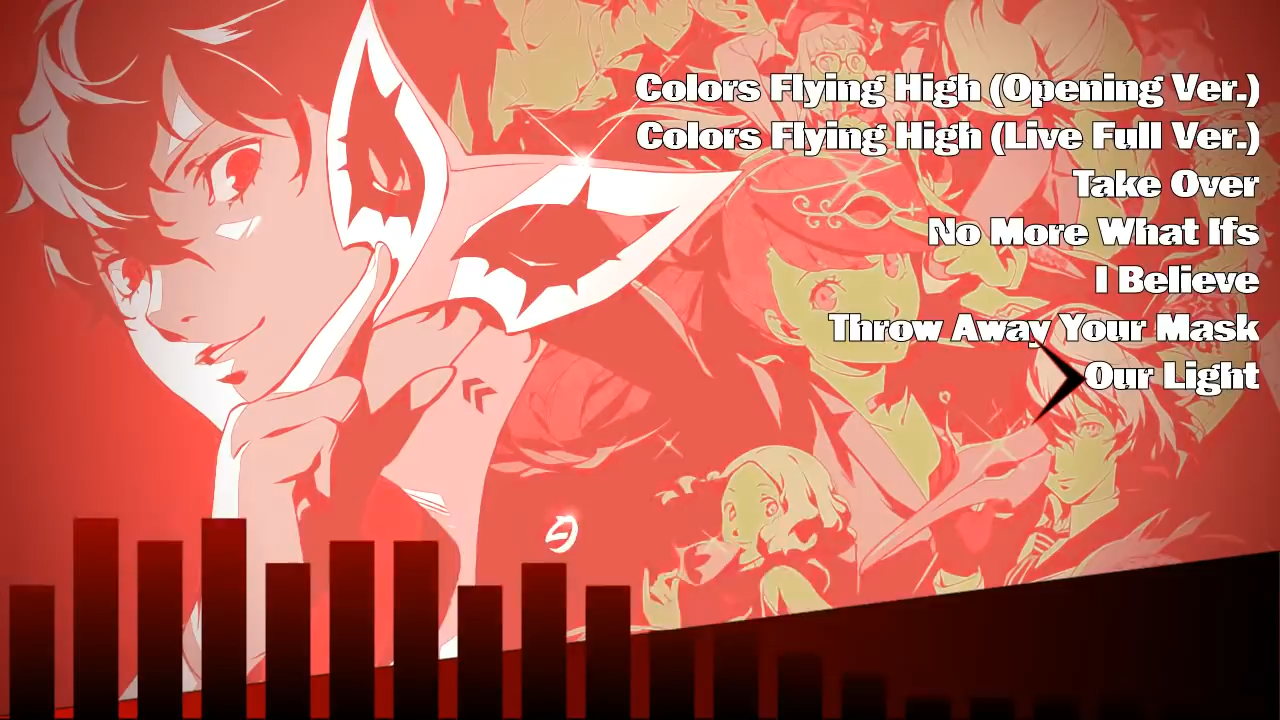 Colors Flying High (Opening Ver.)
Colors Flying High (Live Full Ver.)
Take Over
No More What Ifs
I Believe
Throw Away Your Mask
Our Light